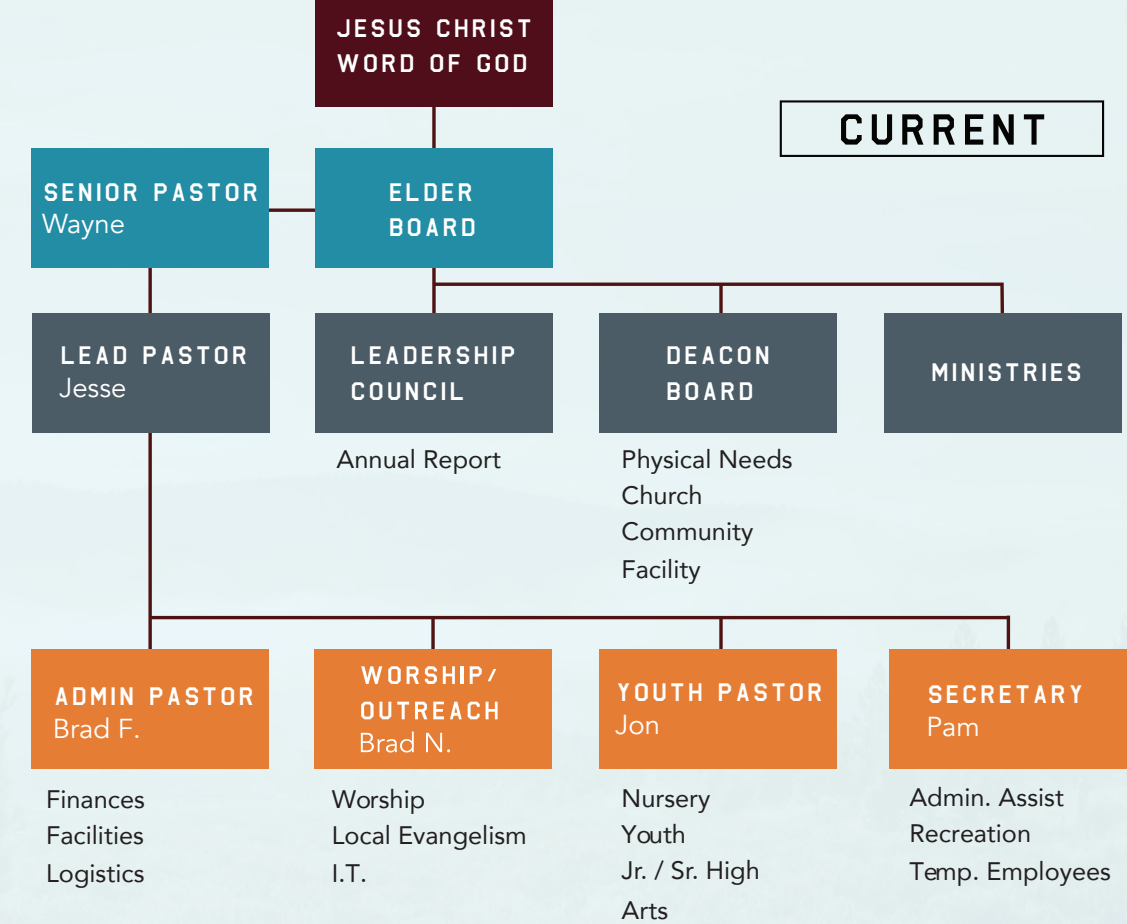 JESUS CHRIST
WORD OF GOD
CURRENT
SENIOR PASTOR
Wayne
ELDER
BOARD
LEAD PASTOR
Jesse
LEADERSHIP
COUNCIL
Annual Report
DEACON
BOARD
Physical Needs
Church
Community
Facility
MINISTRIES
ADMIN PASTOR
Brad F.
Finances
Facilities
Logistics
WORSHIP/
OUTREACH
Brad N.
Worship
Local Evangelism
I.T.
YOUTH PASTOR
Jon
Nursery
Youth
Jr. / Sr. High
Arts
SECRETARY
Pam
Admin. Assist
Recreation
Temp. Employees